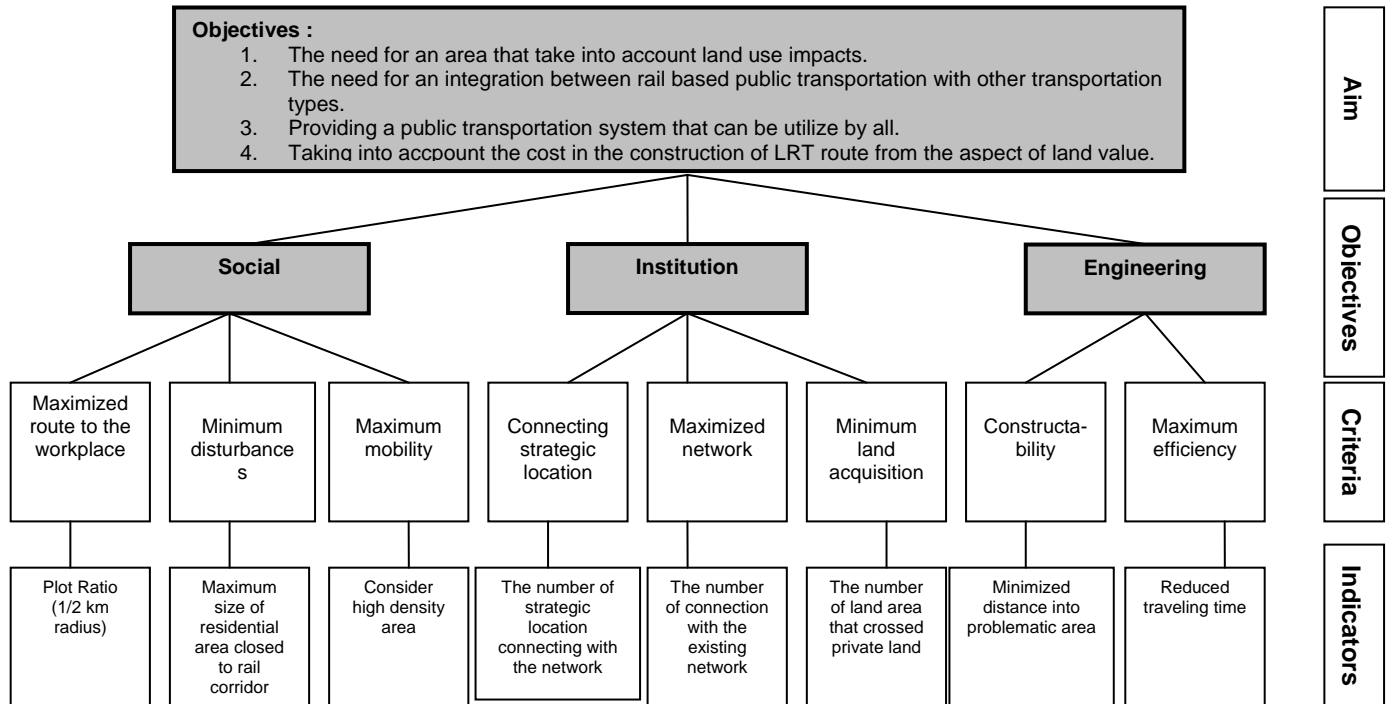 Objectives :
1. The need for an area that take into account land use impacts.
2. The need for an integration between rail based public transportation with other transportation
types.
3. Providing a public transportation system that can be utilize by all.
4. Taking into accpount the cost in the construction of LRT route from the aspect of land value.
Aim
Social
Institution
Engineering
Objectives
Maximized
route to the
workplace
Minimum
disturbance
s
Maximum
mobility
Connecting
strategic
location
Maximized
network
Minimum
land
acquisition
Constructa-
bility
Maximum
efficiency
Criteria
Plot Ratio
(1/2 km
radius)
Maximum
size of
residential
area closed
to rail
corridor
Consider
high density
area
The number of
strategic
location
connecting with
the network
The number
of connection
with the
existing
network
The number
of land area
that crossed
private land
Minimized
distance into
problematic area
Reduced
traveling time
Indicators